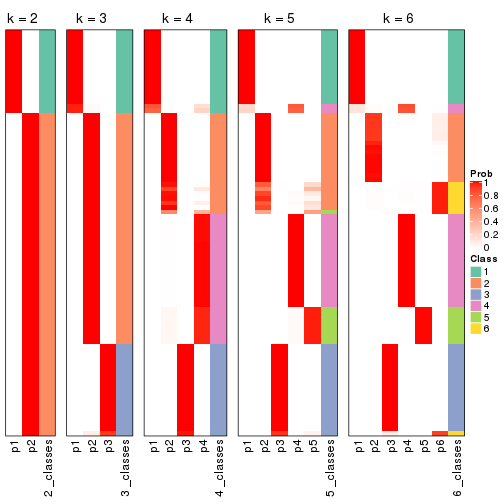 k = 2
k = 3
k = 4
k = 5
k = 6
Prob
1
0.8
0.6
0.4
0.2
0
Class
1
2
3
4
5
6
p1
p2
2_classes
p1
p2
p3
3_classes
p1
p2
p3
p4
4_classes
p1
p2
p3
p4
p5
5_classes
p1
p2
p3
p4
p5
p6
6_classes